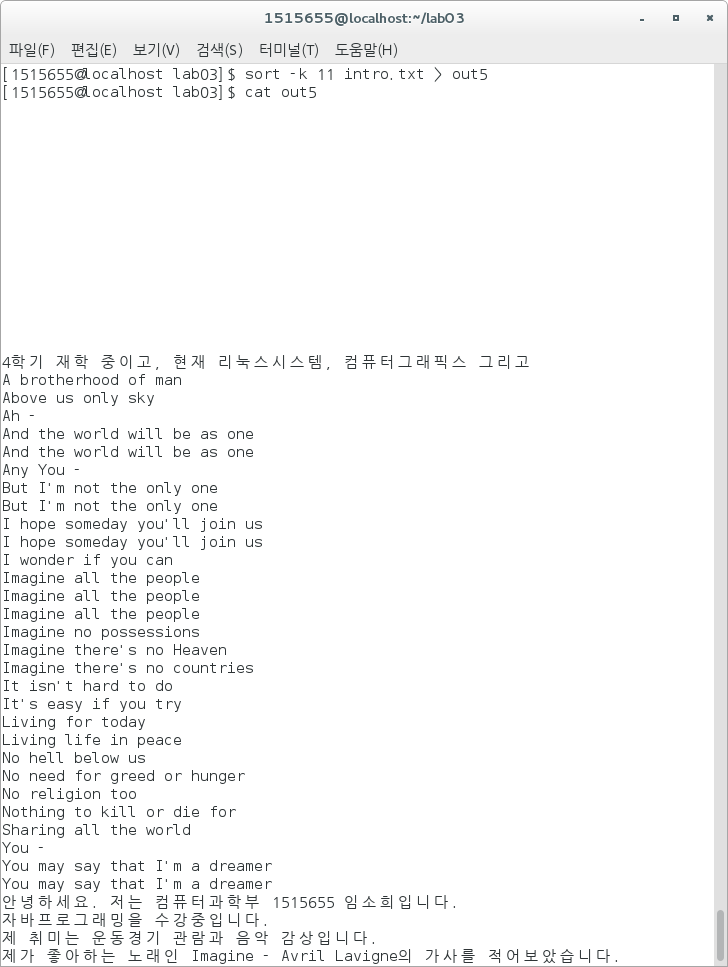 1515655@localhost:~/lab03
파일(F) 편집(E) 보기(V) 검색(S) 터미널(T) 도움말(H)
[1515655@localhost lab03]$ sort -k 11 intro.txt > out5
[1515655@localhost lab03]$ cat out5
4학기 재학 중이고, 현재 리눅스시스템, 컴퓨터그래픽스 그리고
A brotherhood of man
Above us only sky
Ah -
And the world will be as one
And the world will be as one
Any You -
But I'm not the only one
But I'm not the only one
I hope someday you'll join us
I hope someday you'll join us
I wonder if you can
Imagine all the people
Imagine all the people
Imagine all the people
Imagine no possessions
Imagine there's no Heaven
Imagine there's no countries
It isn't hard to do
It's easy if you try
Living for today
Living life in peace
No hell below us
No need for greed or hunger
No religion too
Nothing to kill or die for
Sharing all the world
You -
You may say that I'm a dreamer
You may say that I'm a dreamer
안녕하세요. 저는 컴퓨터과학부 1515655 임소희입니다.
자바프로그래밍을 수강중입니다.
제 취미는 운동경기 관람과 음악 감상입니다.
제가 좋아하는 노래인 Imagine - Avril Lavigne의 가사를 적어보았습니다.